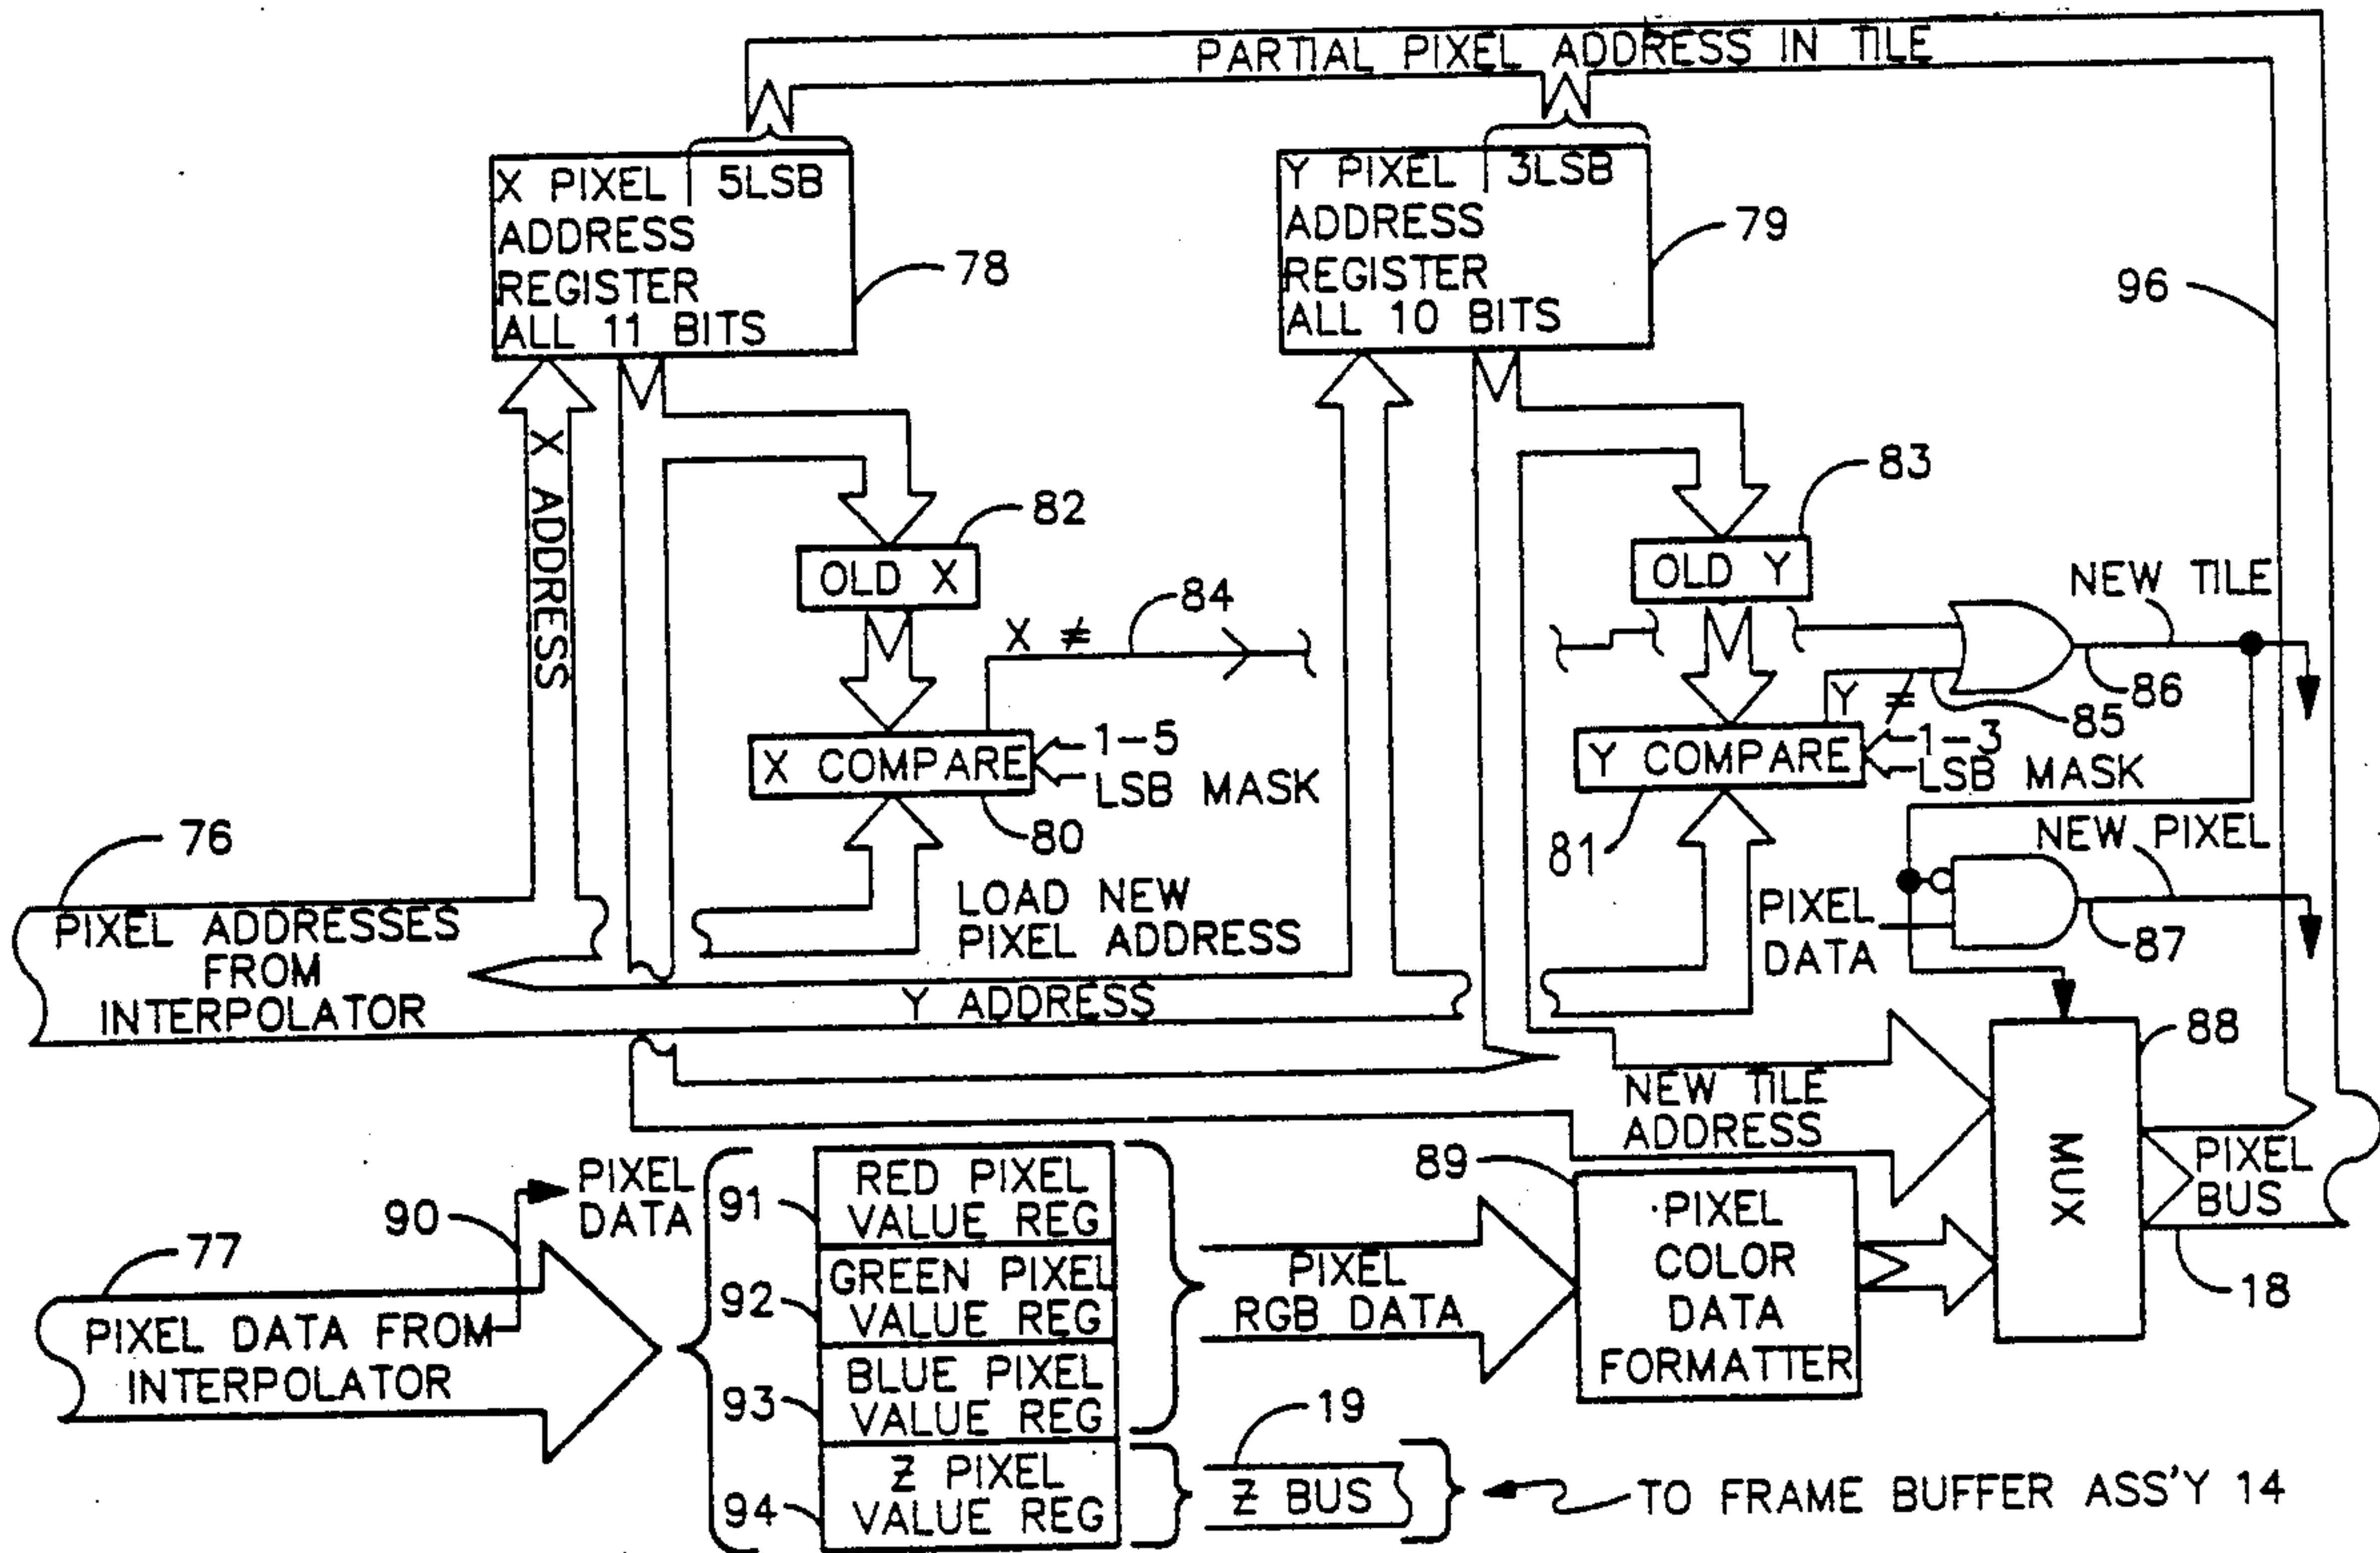 PARTIAL PIXEL ADDRESS IN TILE
X PIXEL
5LSB
ADDRESS
REGISTER
ALL 11 BITS
78
Y PIXEL
3LSB
ADDRESS
REGISTER
ALL 10 BITS
79
96
X ADDRESS
82
OLD X
83
OLD Y
X ≠
84
NEW TILE
86
Y ≠
85
X COMPARE
1-5
LSB MASK
80
Y COMPARE
1-3
LSB MASK
81
76
PIXEL ADDRESSES
FROM
INTERPOLATOR
LOAD NEW
PIXEL ADDRESS
NEW PIXEL
PIXEL
DATA
87
Y ADDRESS
88
NEW TILE
ADDRESS
MUX
PIXEL
BUS
18
77
PIXEL DATA FROM
INTERPOLATOR
90
PIXEL
DATA
91
RED PIXEL
VALUE REG
92
GREEN PIXEL
VALUE REG
93
BLUE PIXEL
VALUE REG
94
Z PIXEL
VALUE REG
PIXEL
RGB DATA
89
PIXEL
COLOR
DATA
FORMATTER
19
Z BUS
TO FRAME BUFFER ASS'Y 14